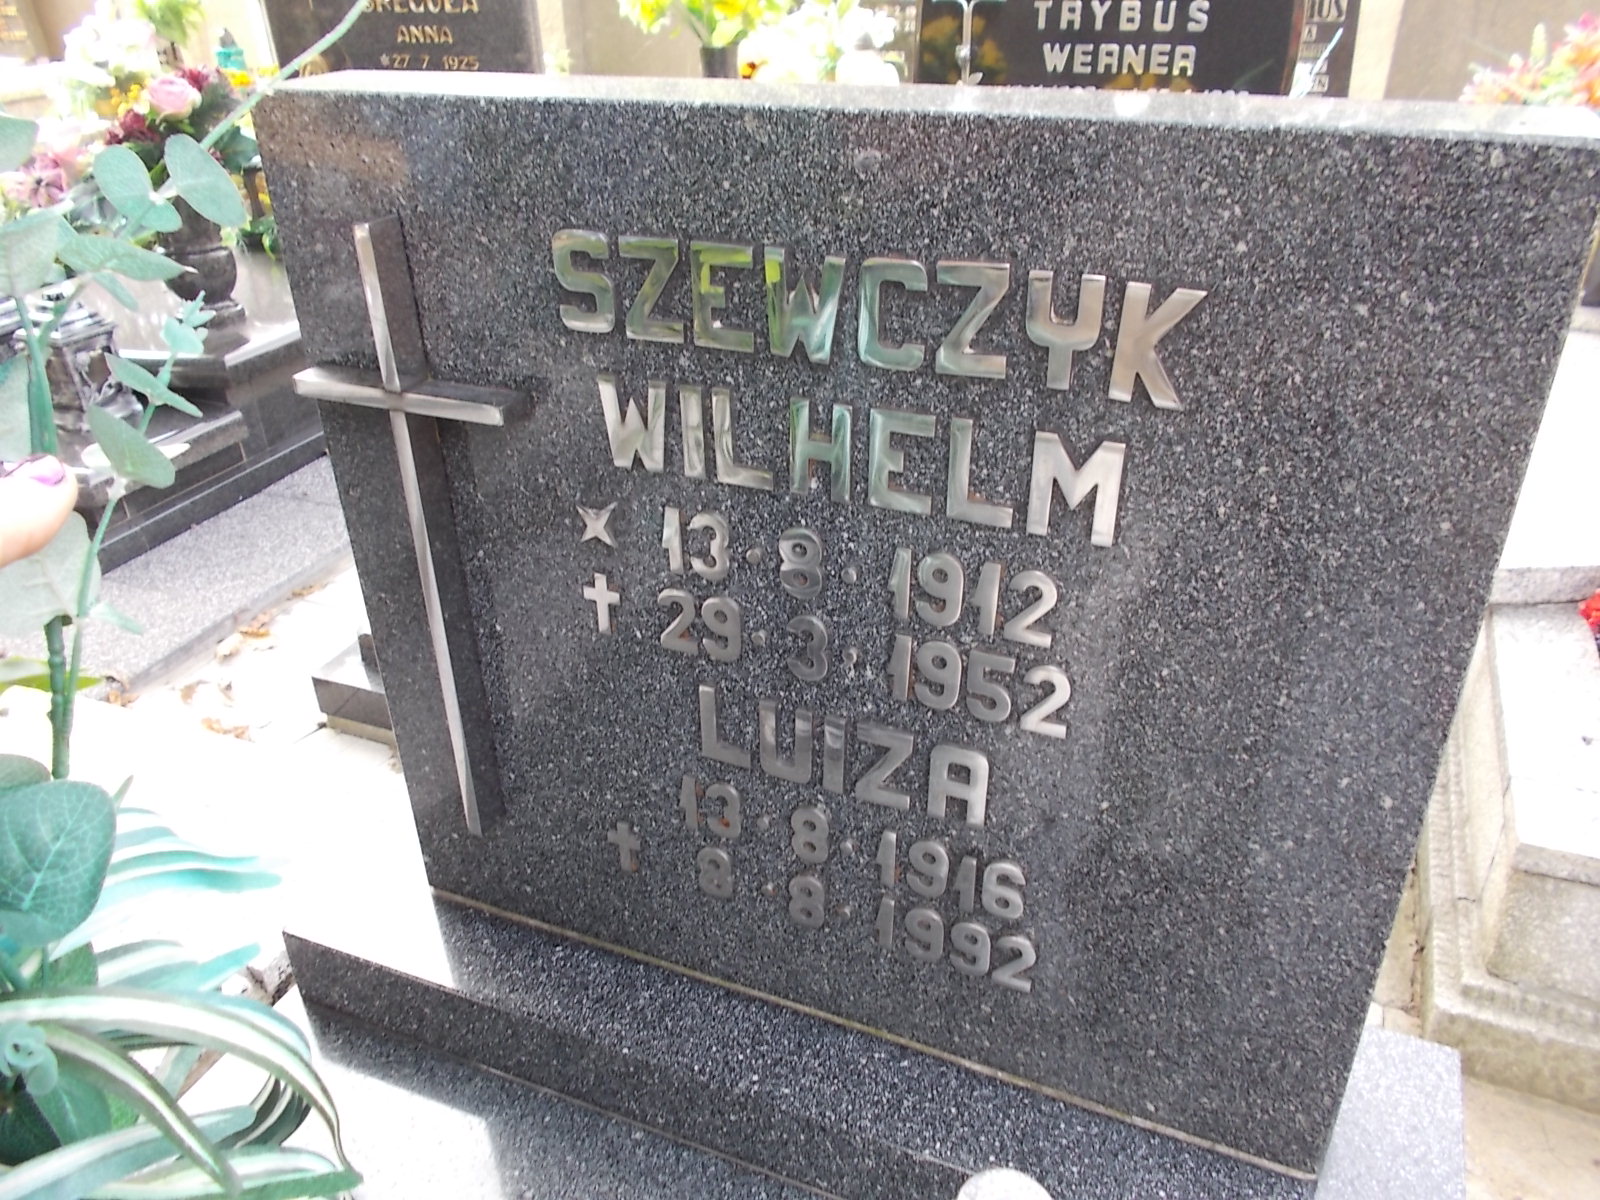 ANNA
*27 7 1925
TRYBUŚ
WERNER
SZEWCZYK
WILHELM
* 13·8·1912
† 29·3·1952
LUIZA
13·8·1916
† 8·8·1992